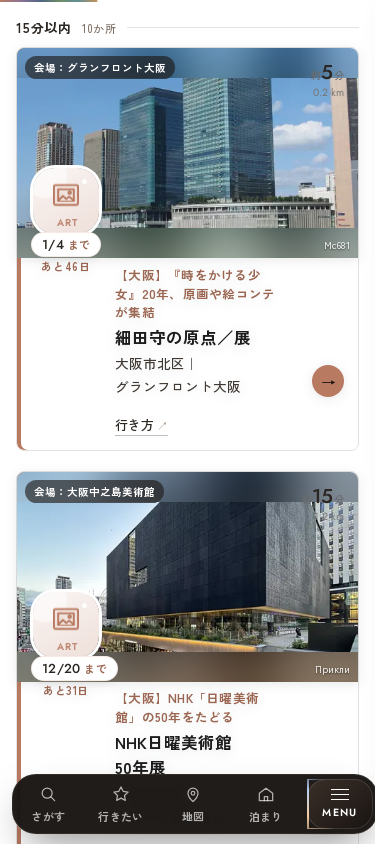 15分以内 10か所
会場：グランフロント大阪
約5分
0.2 km
ART
1/4 まで
あと46日
Mc681
【大阪】『時をかける少
女』20年、原画や絵コンテ
が集結
細田守の原点／展
大阪市北区｜
グランフロント大阪
→
行き方 ↗
会場：大阪中之島美術館
15分
ART
12/20 まで
あと31日
Прикли
【大阪】NHK「日曜美術
館」の50年をたどる
NHK日曜美術館
50年展
さがす
行きたい
地図
泊まり
MENU